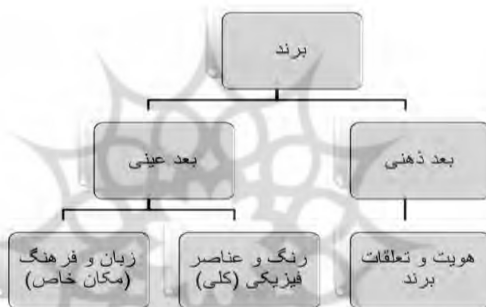 برند
بعد ذهنی
بعد عینی
هویت و تعلقات
برند
رنگ و عناصر
فیزیکی (کلی)
زبان و فرهنگ
(مکان خاص)